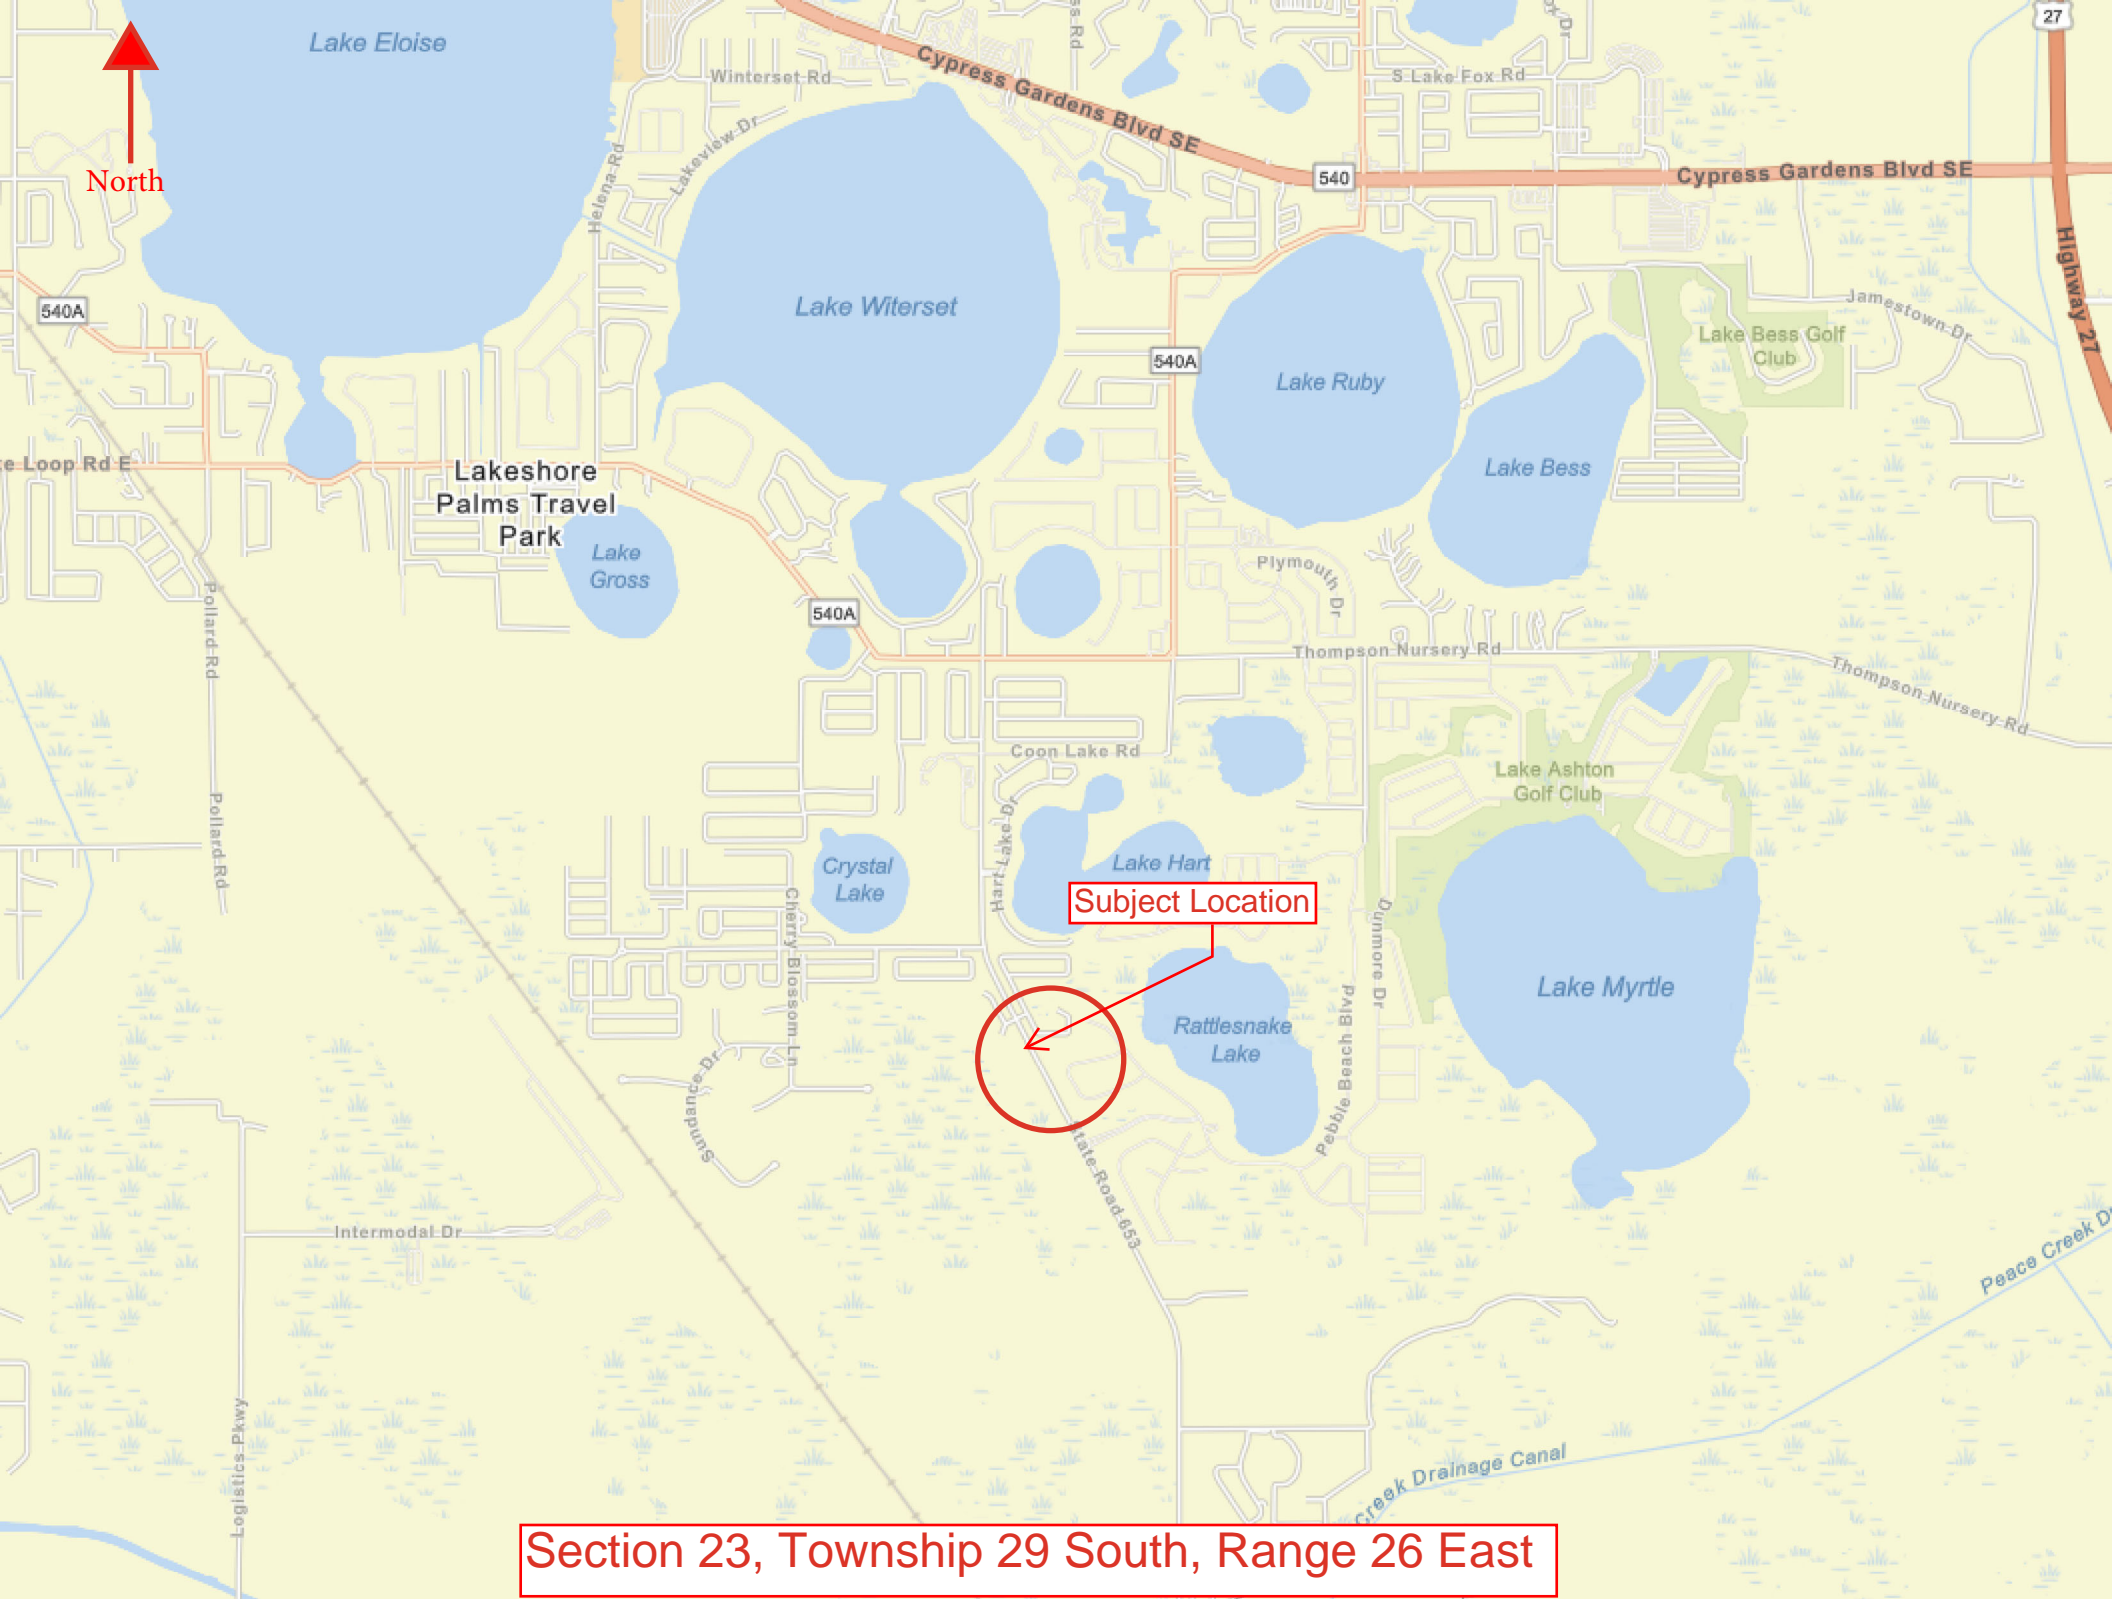 27
Lake Eloise
Winterset Rd
Cypress Gardens Blvd SE
S Lake Fox Rd
North
Helena Rd
Lakeview Dr
540
Cypress Gardens Blvd SE
Highway 27
540A
Lake Witerset
540A
Lake Ruby
Lake Bess Golf
Club
Jamestown Dr
Loop Rd E
Lakeshore
Palms Travel
Park
Lake Bess
Lake
Gross
Plymouth Dr
540A
Pollard Rd
Thompson Nursery Rd
Thompson Nursery Rd
Coon Lake Rd
Lake Ashton
Golf Club
Pollard Rd
Hart Lake Dr
Crystal
Lake
Lake Hart
Subject Location
Cherry Blossom Ln
Dunmore Dr
Lake Myrtle
Rattlesnake
Lake
Pebble Beach Blvd
Sundance Dr
State Road 653
Intermodal Dr
Peace Creek D
Logistics Pkwy
Creek Drainage Canal
Section 23, Township 29 South, Range 26 East